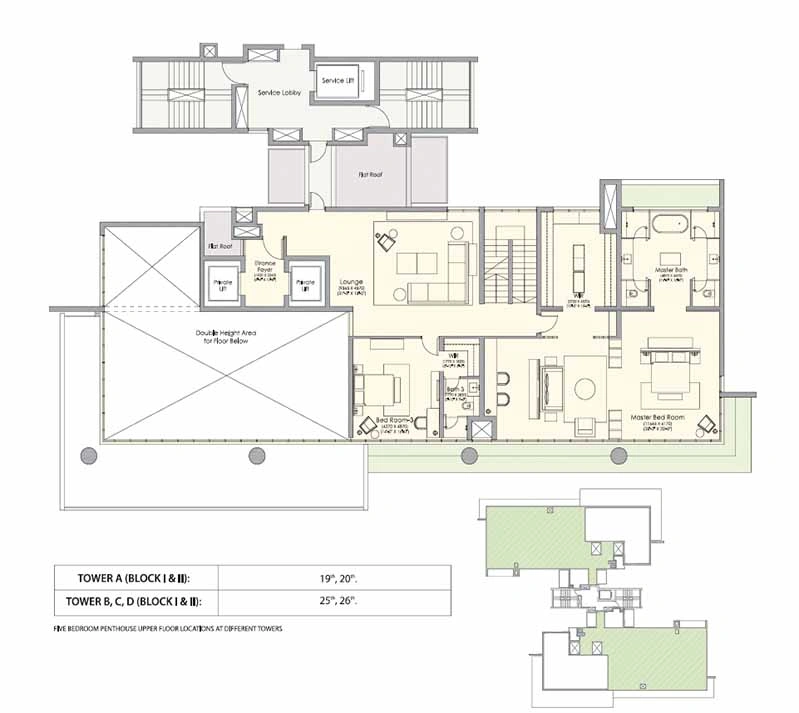 Service Lobby
Service Lift
Flat Roof
Flat Roof
Entrance
Foyer
Private
Lift
Private
Lift
Lounge
Double Height Area
for Floor Below
Master Bath
Bath 3
Bed Room-3
(4370 X 4870)
Master Bed Room
TOWER A (BLOCK I & II):
19th, 20th.
TOWER B, C, D (BLOCK I & II):
25th, 26th.
FIVE BEDROOM PENTHOUSE UPPER FLOOR LOCATIONS AT DIFFERENT TOWERS